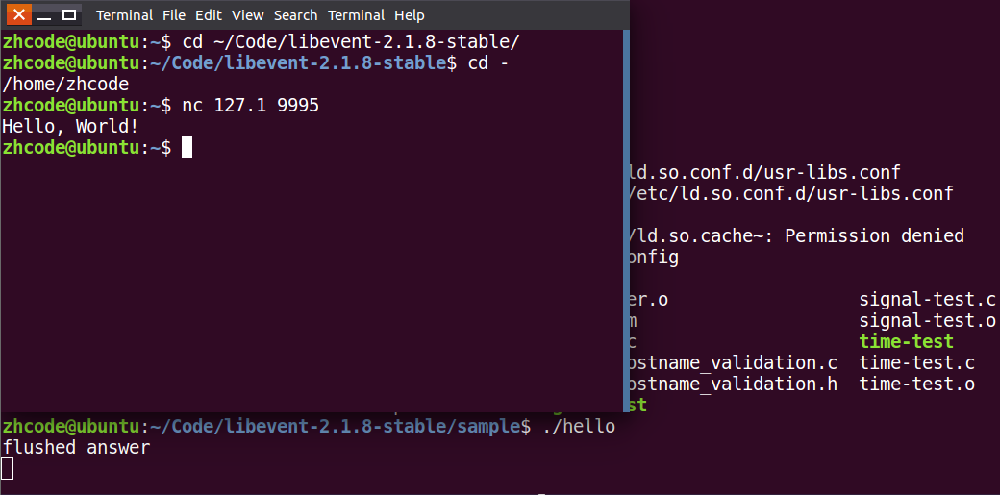 Terminal File Edit View Search Terminal Help
zhcode@ubuntu:~$ cd ~/Code/libevent-2.1.8-stable/
zhcode@ubuntu:~/Code/libevent-2.1.8-stable$ cd -
/home/zhcode
zhcode@ubuntu:~$ nc 127.1 9995
Hello, World!
zhcode@ubuntu:~$
ld.so.conf.d/usr-libs.conf
/etc/ld.so.conf.d/usr-libs.conf
/ld.so.cache~: Permission denied
onfig
er.o signal-test.c
m signal-test.o
c time-test
ostname_validation.c time-test.c
ostname_validation.h time-test.o
st
zhcode@ubuntu:~/Code/libevent-2.1.8-stable/sample$ ./hello
flushed answer